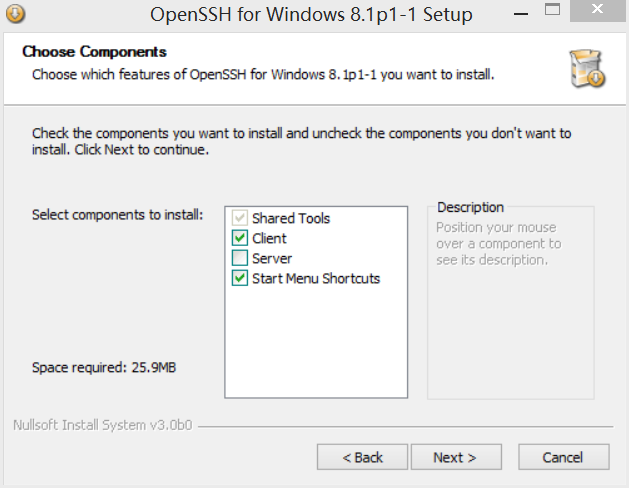 OpenSSH for Windows 8.1p1-1 Setup
Choose Components
Choose which features of OpenSSH for Windows 8.1p1-1 you want to install.
Check the components you want to install and uncheck the components you don't want to
install. Click Next to continue.
Select components to install:
Shared Tools
Client
Server
Start Menu Shortcuts
Description
Position your mouse
over a component to
see its description.
Space required: 25.9MB
Nullsoft Install System v3.0b0
< Back
Next >
Cancel